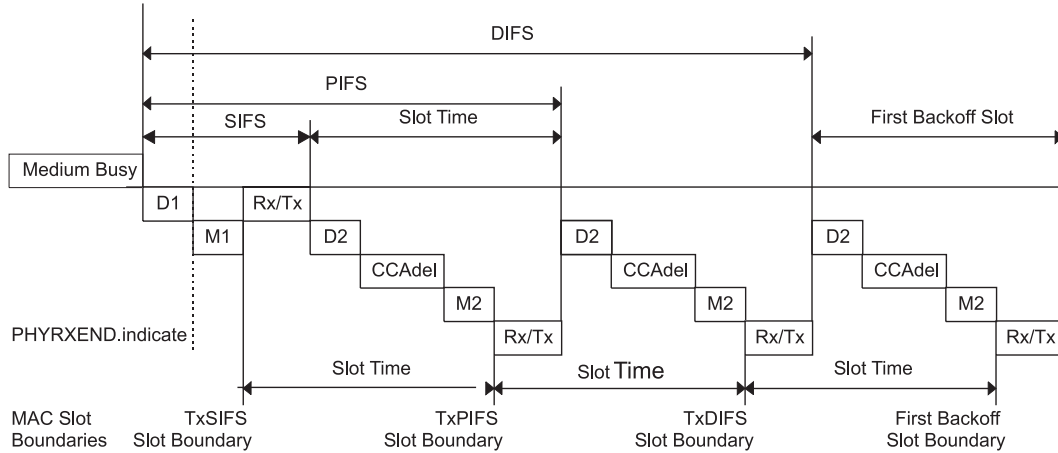 DIFS
PIFS
SIFS
Slot Time
First Backoff Slot
Medium Busy
D1
Rx/Tx
M1
D2
D2
D2
CCAdel
CCAdel
CCAdel
M2
M2
M2
PHYRXEND.indicate
Rx/Tx
Rx/Tx
Rx/Tx
Slot Time
Slot Time
Slot Time
MAC Slot
Boundaries
TxSIFS
Slot Boundary
TxPIFS
Slot Boundary
TxDIFS
Slot Boundary
First Backoff
Slot Boundary